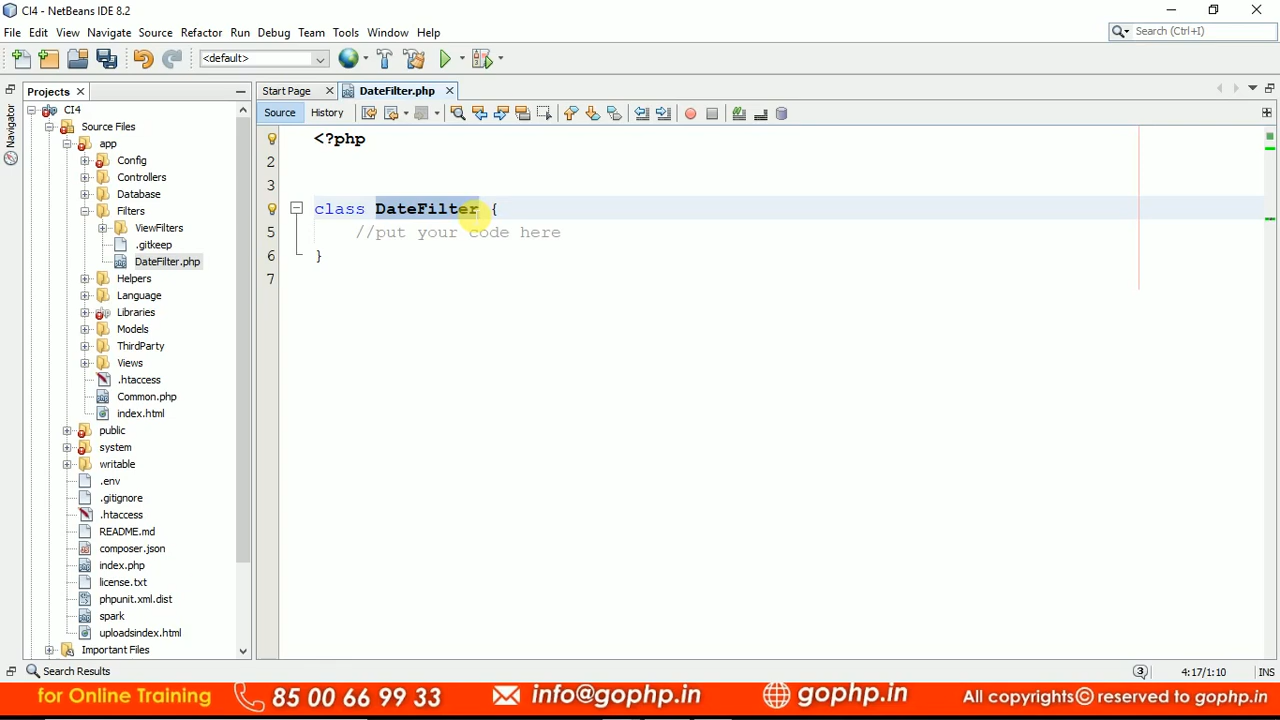 CI4 - NetBeans IDE 8.2
File Edit View Navigate Source Refactor Run Debug Team Tools Window Help
Search (Ctrl+I)
<default>
Projects
Start Page
DateFilter.php
Navigator
Source History
CI4
Source Files
app
Config
Controllers
Database
Filters
ViewFilters
.gitkeep
DateFilter.php
Helpers
Language
Libraries
Models
ThirdParty
Views
.htaccess
Common.php
index.html
public
system
writable
.env
.gitignore
.htaccess
README.md
composer.json
index.php
license.txt
phpunit.xml.dist
spark
uploadsindex.html
Important Files
<?php
2
3
class DateFilter {
5 //put your code here
6 }
7
Search Results
3
4:17/1:10
INS
for Online Training 85 00 66 99 33 info@gophp.in gophp.in All copyrights© reserved to gophp.in